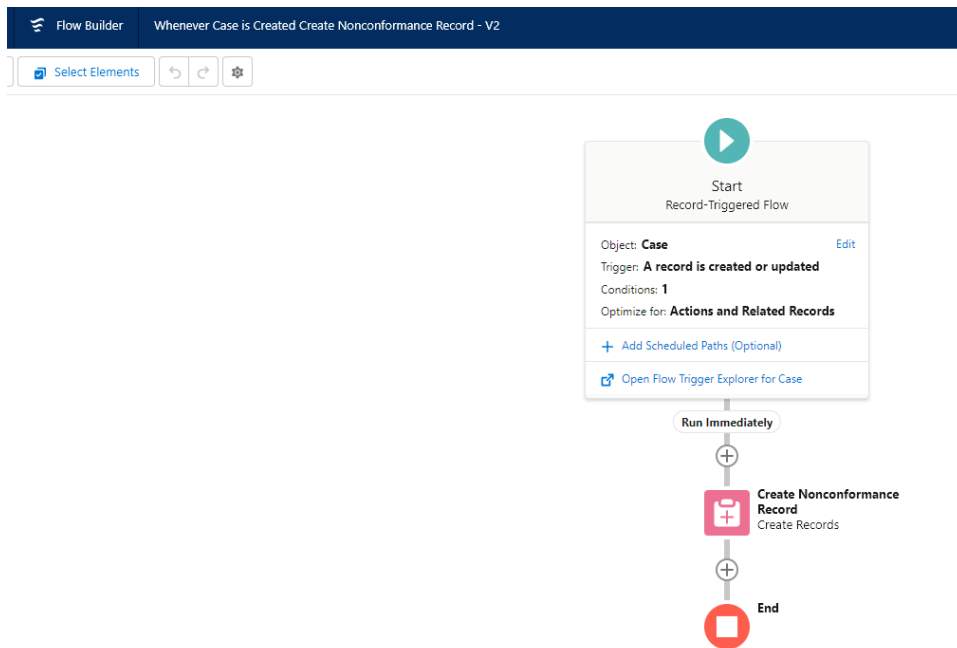 Flow Builder
Whenever Case is Created Create Nonconformance Record - V2
Select Elements
Start
Record-Triggered Flow
Object: Case
Edit
Trigger: A record is created or updated
Conditions: 1
Optimize for: Actions and Related Records
Add Scheduled Paths (Optional)
Open Flow Trigger Explorer for Case
Run Immediately
Create Nonconformance
Record
Create Records
End